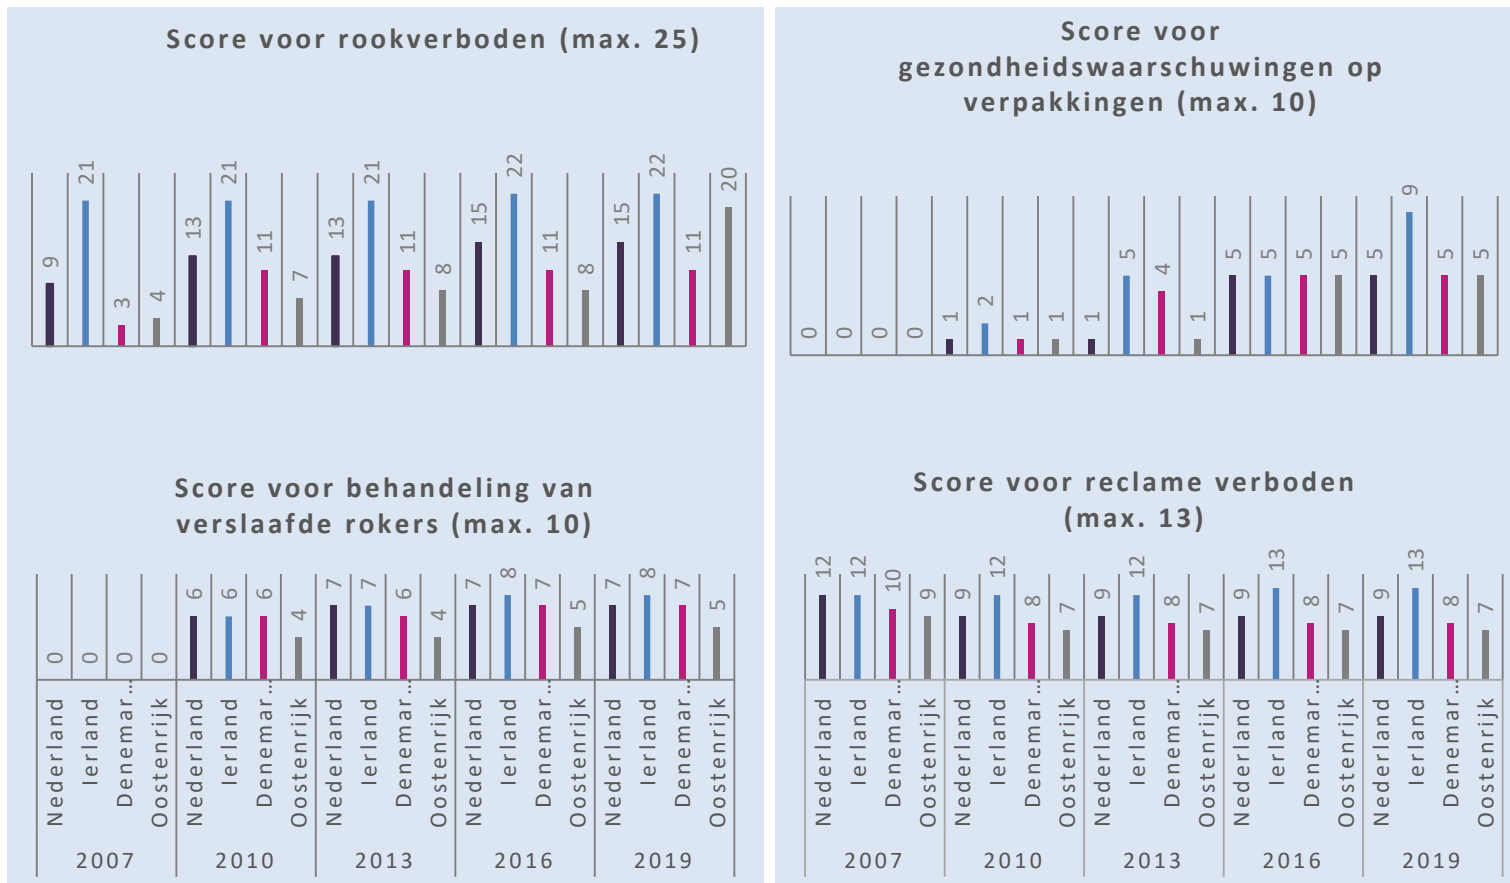 Score voor rookverboden (max. 25)
9 21 3 4 13 21 11 7 13 21 11 8 15 22 11 8 15 22 11 20
Score voor
gezondheidswaarschuwingen op
verpakkingen (max. 10)
0 0 0 0 1 2 1 1 1 5 4 1 5 5 5 5 5 9 5 5
Score voor behandeling van
verslaafde rokers (max. 10)
0 0 0 0 6 6 6 4 7 7 6 4 7 8 7 5 7 8 7 5
Nederland Ierland Denemar... Oostenrijk Nederland Ierland Denemar... Oostenrijk Nederland Ierland Denemar... Oostenrijk Nederland Ierland Denemar... Oostenrijk Nederland Ierland Denemar... Oostenrijk
2007 2010 2013 2016 2019
Score voor reclame verboden
(max. 13)
12 12 10 9 9 12 8 7 9 12 8 7 9 13 8 7 9 13 8 7
Nederland Ierland Denemar... Oostenrijk Nederland Ierland Denemar... Oostenrijk Nederland Ierland Denemar... Oostenrijk Nederland Ierland Denemar... Oostenrijk Nederland Ierland Denemar... Oostenrijk
2007 2010 2013 2016 2019